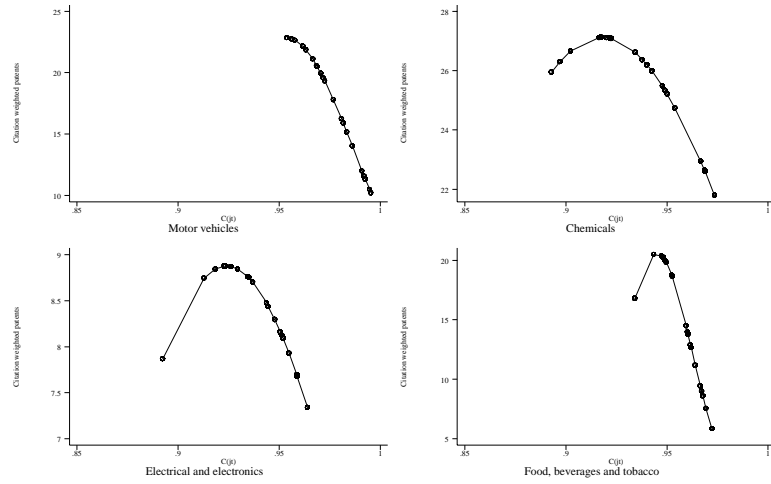 25
20
15
10
Citation weighted patents
.85
.9
.95
1
C(jt)
Motor vehicles
28
26
24
22
Citation weighted patents
.85
.9
.95
1
C(jt)
Chemicals
9
8.5
8
7.5
7
Citation weighted patents
.85
.9
.95
1
C(jt)
Electrical and electronics
20
15
10
5
Citation weighted patents
.85
.9
.95
1
C(jt)
Food, beverages and tobacco